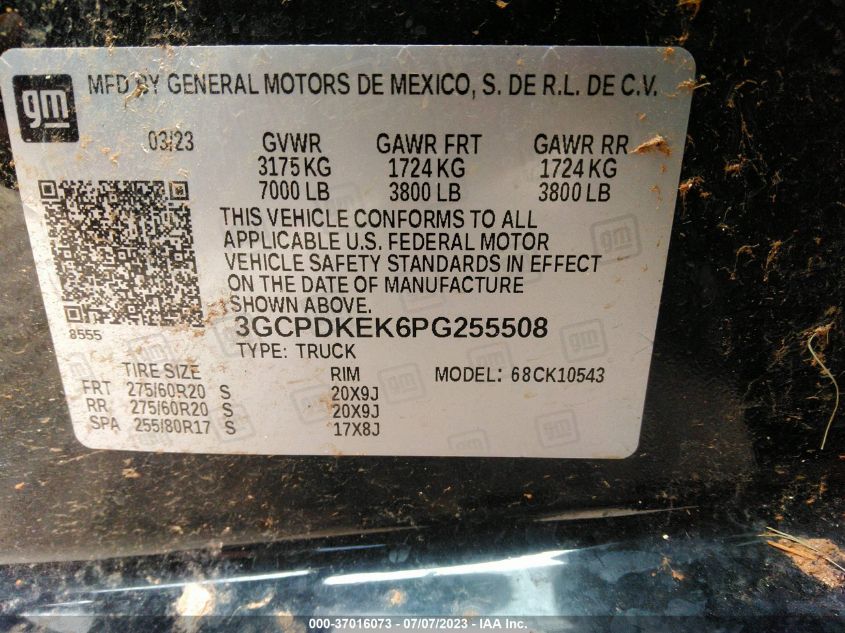 gm
MFD BY GENERAL MOTORS DE MEXICO, S. DE R.L. DE C.V.
03/23 GVWR GAWR FRT GAWR RR
3175 KG 1724 KG 1724 KG
7000 LB 3800 LB 3800 LB
THIS VEHICLE CONFORMS TO ALL
APPLICABLE U.S. FEDERAL MOTOR
VEHICLE SAFETY STANDARDS IN EFFECT
ON THE DATE OF MANUFACTURE
SHOWN ABOVE.
8555 3GCPDKEK6PG255508
TYPE: TRUCK
TIRE SIZE RIM MODEL: 68CK10543
FRT 275/60R20 S 20X9J
RR 275/60R20 S 20X9J
SPA 255/80R17 S 17X8J
000-37016073 - 07/07/2023 - IAA Inc.